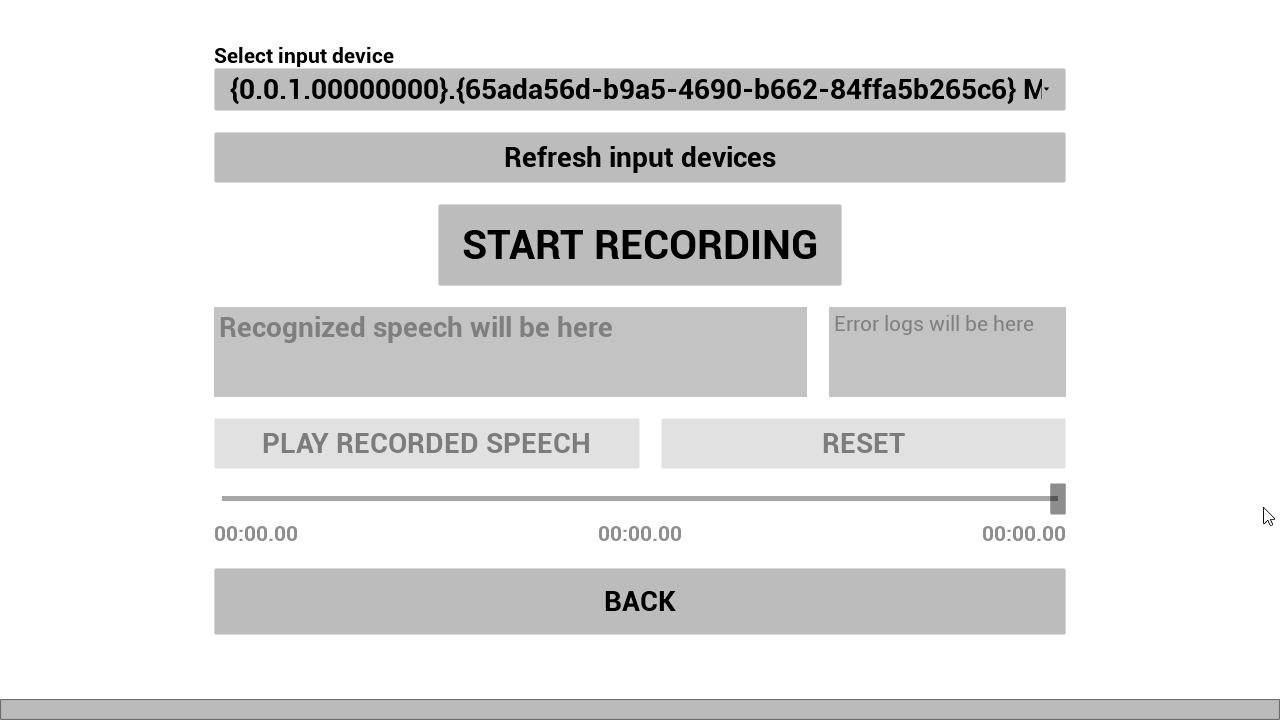 Select input device
{0.0.1.00000000}.{65ada56d-b9a5-4690-b662-84ffa5b265c6} M
Refresh input devices
START RECORDING
Recognized speech will be here
Error logs will be here
PLAY RECORDED SPEECH
RESET
00:00.00
00:00.00
00:00.00
BACK